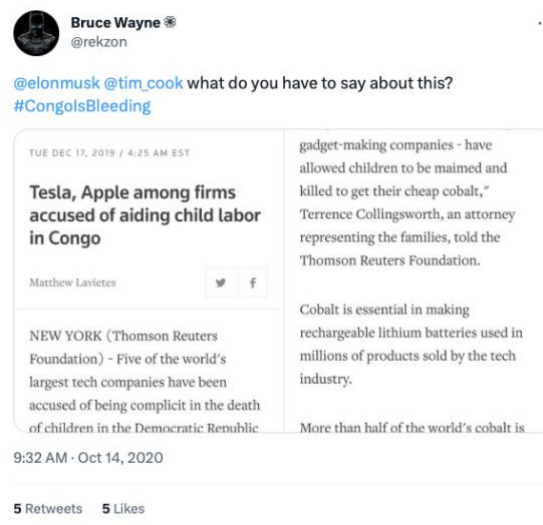 Bruce Wayne
@rekzon
@elonmusk @tim_cook what do you have to say about this?
#CongoIsBleeding
TUE DEC 17, 2019 / 4:25 AM EST
Tesla, Apple among firms
accused of aiding child labor
in Congo
Matthew Lavietes
NEW YORK (Thomson Reuters
Foundation) - Five of the world's
largest tech companies have been
accused of being complicit in the death
of children in the Democratic Republic
gadget-making companies - have
allowed children to be maimed and
killed to get their cheap cobalt,"
Terrence Collingsworth, an attorney
representing the families, told the
Thomson Reuters Foundation.
Cobalt is essential in making
rechargeable lithium batteries used in
millions of products sold by the tech
industry.
More than half of the world's cobalt is
9:32 AM · Oct 14, 2020
5 Retweets 5 Likes